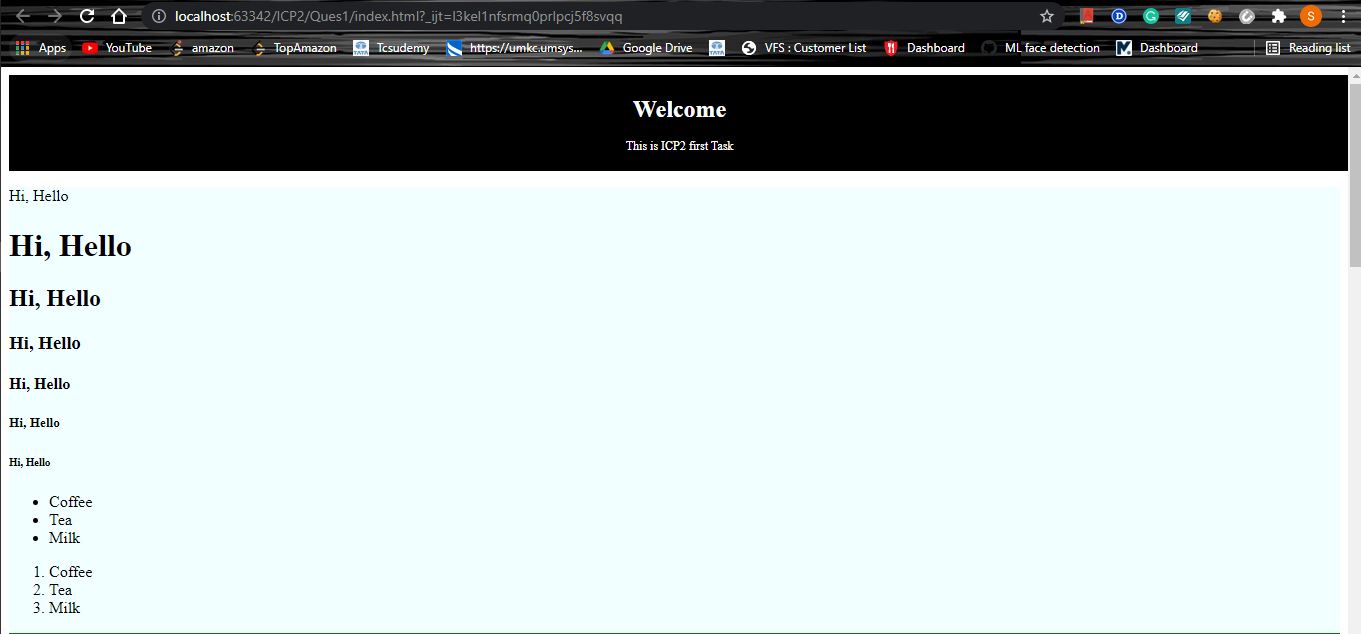 localhost:63342/ICP2/Ques1/index.html?_ijt=l3kel1nfsrmq0prlpcj5f8svqq
S
Apps YouTube amazon TopAmazon Tcsudemy https://umkc.umsys... Google Drive VFS : Customer List Dashboard ML face detection Dashboard Reading list
Welcome
This is ICP2 first Task
Hi, Hello
Hi, Hello
Hi, Hello
Hi, Hello
Hi, Hello
Hi, Hello
Hi, Hello
• Coffee
• Tea
• Milk
1. Coffee
2. Tea
3. Milk